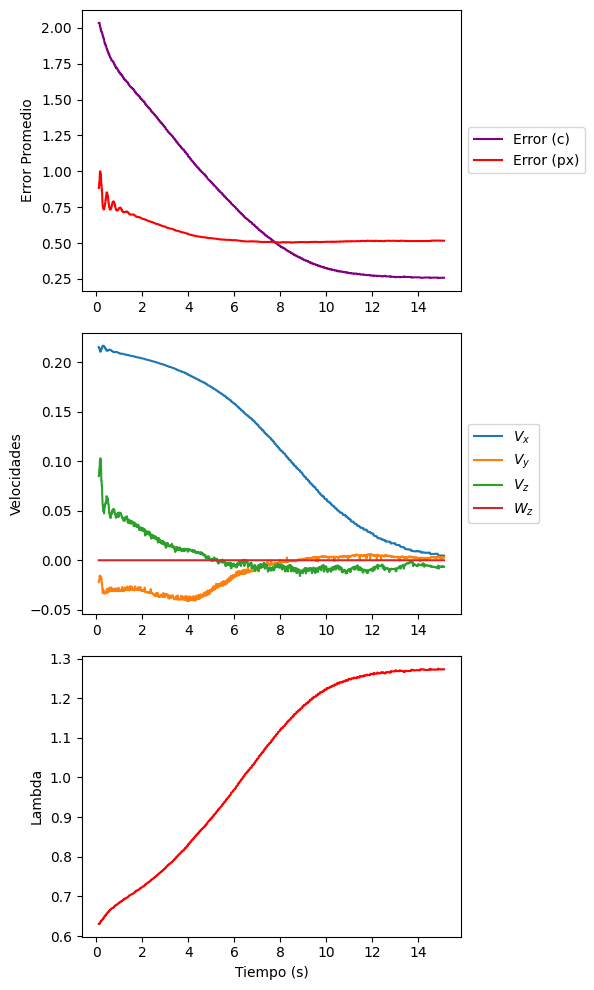 2.00
1.75
1.50
1.25
1.00
0.75
0.50
0.25
Error Promedio
0 2 4 6 8 10 12 14
Error (c)
Error (px)
0.20
0.15
0.10
0.05
0.00
−0.05
Velocidades
0 2 4 6 8 10 12 14
V_x
V_y
V_z
W_z
1.3
1.2
1.1
1.0
0.9
0.8
0.7
0.6
Lambda
0 2 4 6 8 10 12 14
Tiempo (s)